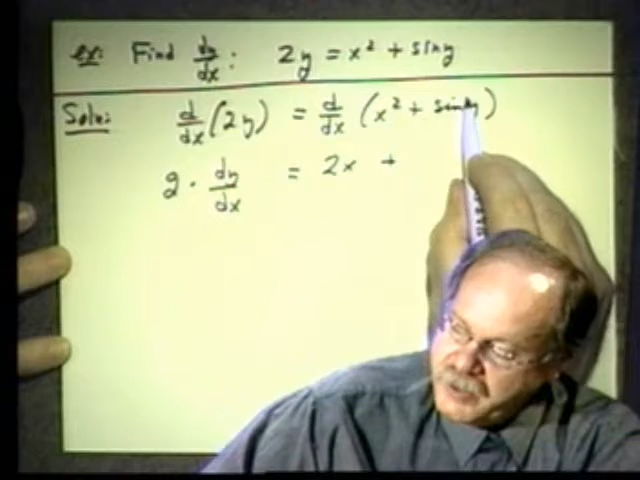 ex: Find dy/dx : 2y = x² + sin y
Soln: d/dx (2y) = d/dx (x² + sin y)
2 · dy/dx = 2x +